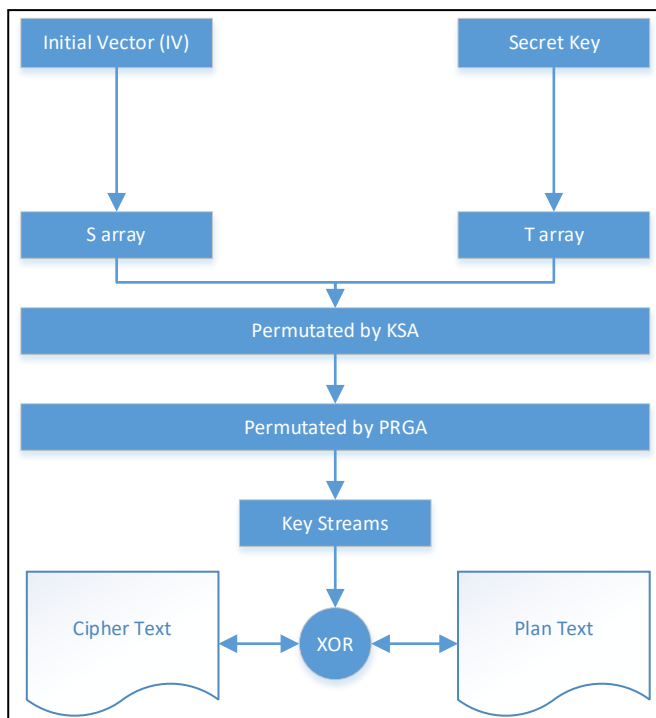 Initial Vector (IV)
Secret Key
S array
T array
Permutated by KSA
Permutated by PRGA
Key Streams
Cipher Text
XOR
Plan Text